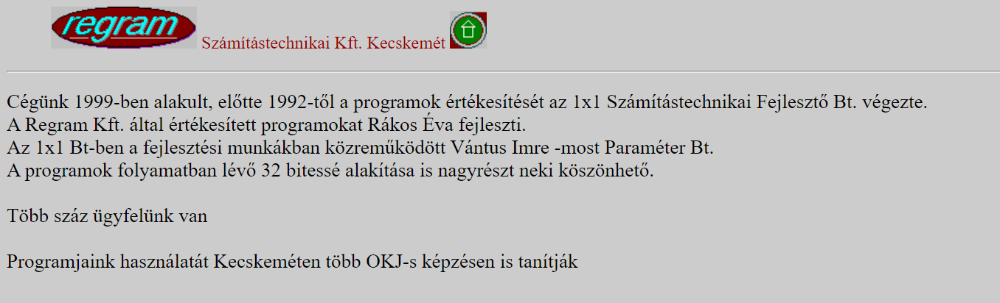 regram Számítástechnikai Kft. Kecskemét
Cégünk 1999-ben alakult, előtte 1992-től a programok értékesítését az 1x1 Számítástechnikai Fejlesztő Bt. végezte.
A Regram Kft. által értékesített programokat Rákos Éva fejleszti.
Az 1x1 Bt-ben a fejlesztési munkákban közreműködött Vántus Imre -most Paraméter Bt.
A programok folyamatban lévő 32 bitessé alakítása is nagyrészt neki köszönhető.
Több száz ügyfelünk van
Programjaink használatát Kecskeméten több OKJ-s képzésen is tanítják